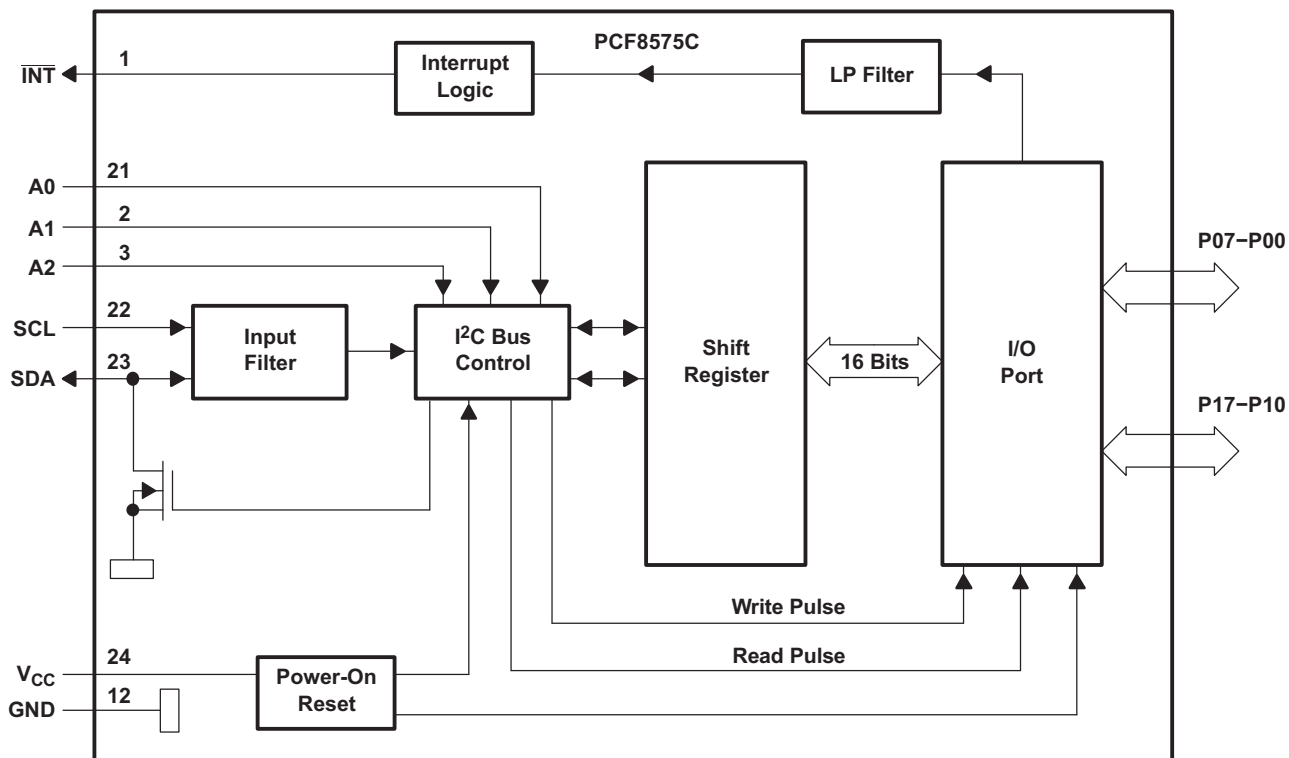 PCF8575C
INT 1
Interrupt
Logic
LP Filter
A0 21
A1 2
A2 3
SCL 22
SDA 23
Input
Filter
I²C Bus
Control
Shift
Register
16 Bits
I/O
Port
P07–P00
P17–P10
Write Pulse
Read Pulse
VCC 24
GND 12
Power-On
Reset